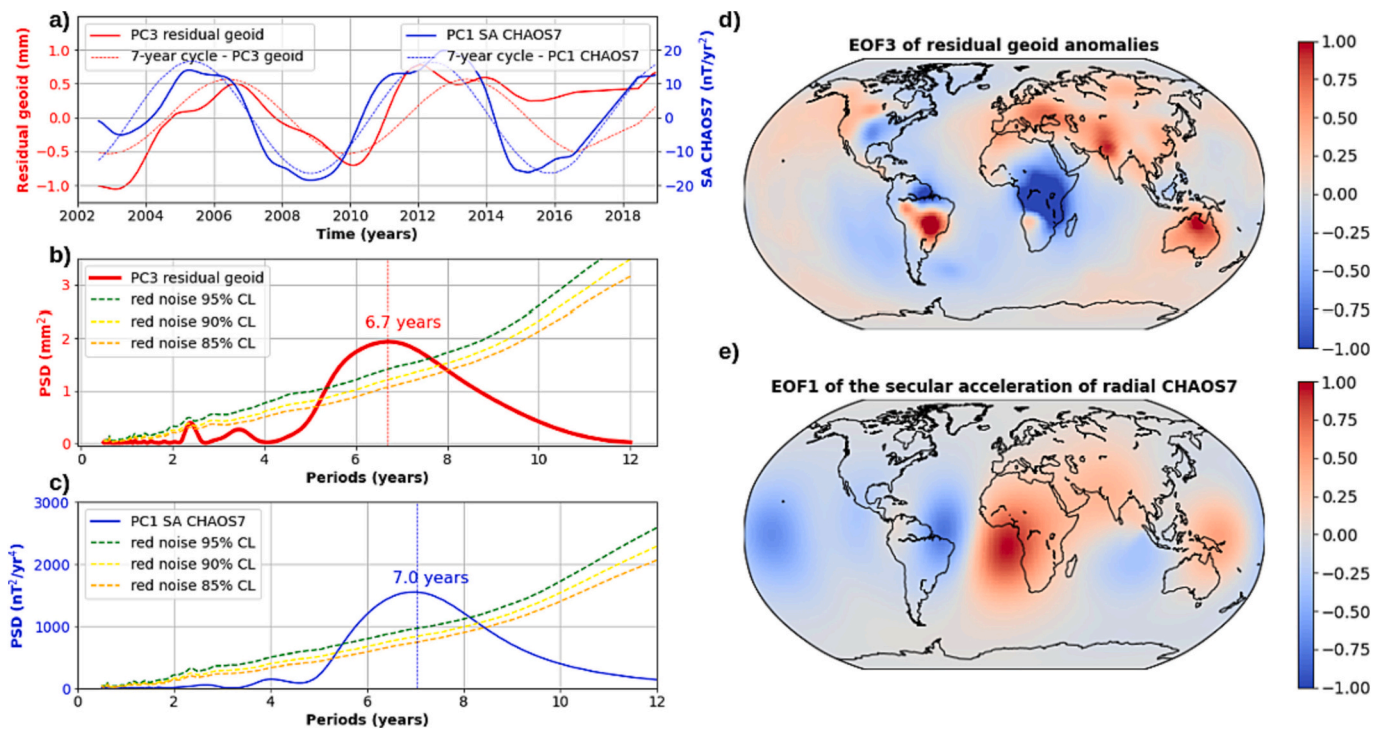 a)
PC3 residual geoid
7-year cycle - PC3 geoid
PC1 SA CHAOS7
7-year cycle - PC1 CHAOS7
Residual geoid (mm)
1.0
0.5
0.0
−0.5
−1.0
20
10
0
−10
−20
SA CHAOS7 (nT/yr²)
2002 2004 2006 2008 2010 2012 2014 2016 2018
Time (years)
b)
PC3 residual geoid
red noise 95% CL
red noise 90% CL
red noise 85% CL
6.7 years
PSD (mm²)
3
2
1
0
0 2 4 6 8 10 12
Periods (years)
c)
PC1 SA CHAOS7
red noise 95% CL
red noise 90% CL
red noise 85% CL
7.0 years
PSD (nT²/yr⁴)
3000
2000
1000
0
0 2 4 6 8 10 12
Periods (years)
d)
EOF3 of residual geoid anomalies
1.00
0.75
0.50
0.25
0.00
−0.25
−0.50
−0.75
−1.00
e)
EOF1 of the secular acceleration of radial CHAOS7
1.00
0.75
0.50
0.25
0.00
−0.25
−0.50
−0.75
−1.00